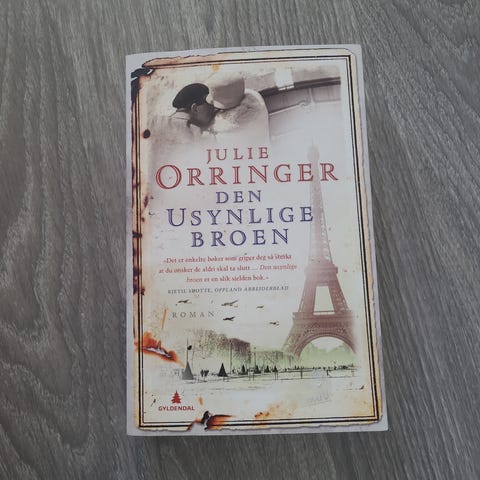 JULIE
ORRINGER
DEN
USYNLIGE
BROEN
«Det er enkelte bøker som griper deg så sterkt
at du ønsker de aldri skal ta slutt ... Den usynlige
broen er en slik sjelden bok.»
KJETIL SLOTTE, OPPLAND ARBEIDERBLAD
ROMAN
GYLDENDAL